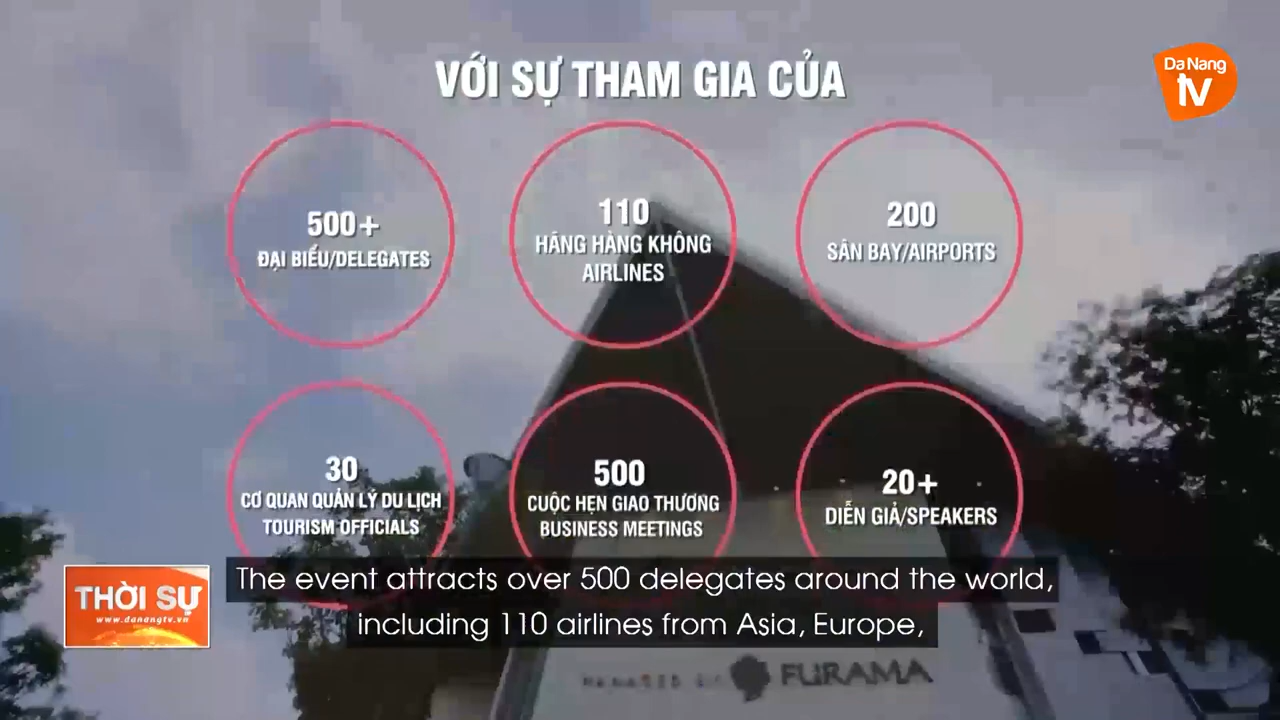 VỚI SỰ THAM GIA CỦA
Da Nang
tv
500+
ĐẠI BIỂU/DELEGATES
110
HÃNG HÀNG KHÔNG
AIRLINES
200
SÂN BAY/AIRPORTS
30
CƠ QUAN QUẢN LÝ DU LỊCH
TOURISM OFFICIALS
500
CUỘC HẸN GIAO THƯƠNG
BUSINESS MEETINGS
20+
DIỄN GIẢ/SPEAKERS
THỜI SỰ
www.danangtv.vn
The event attracts over 500 delegates around the world,
including 110 airlines from Asia, Europe,
MANAGED BY FURAMA